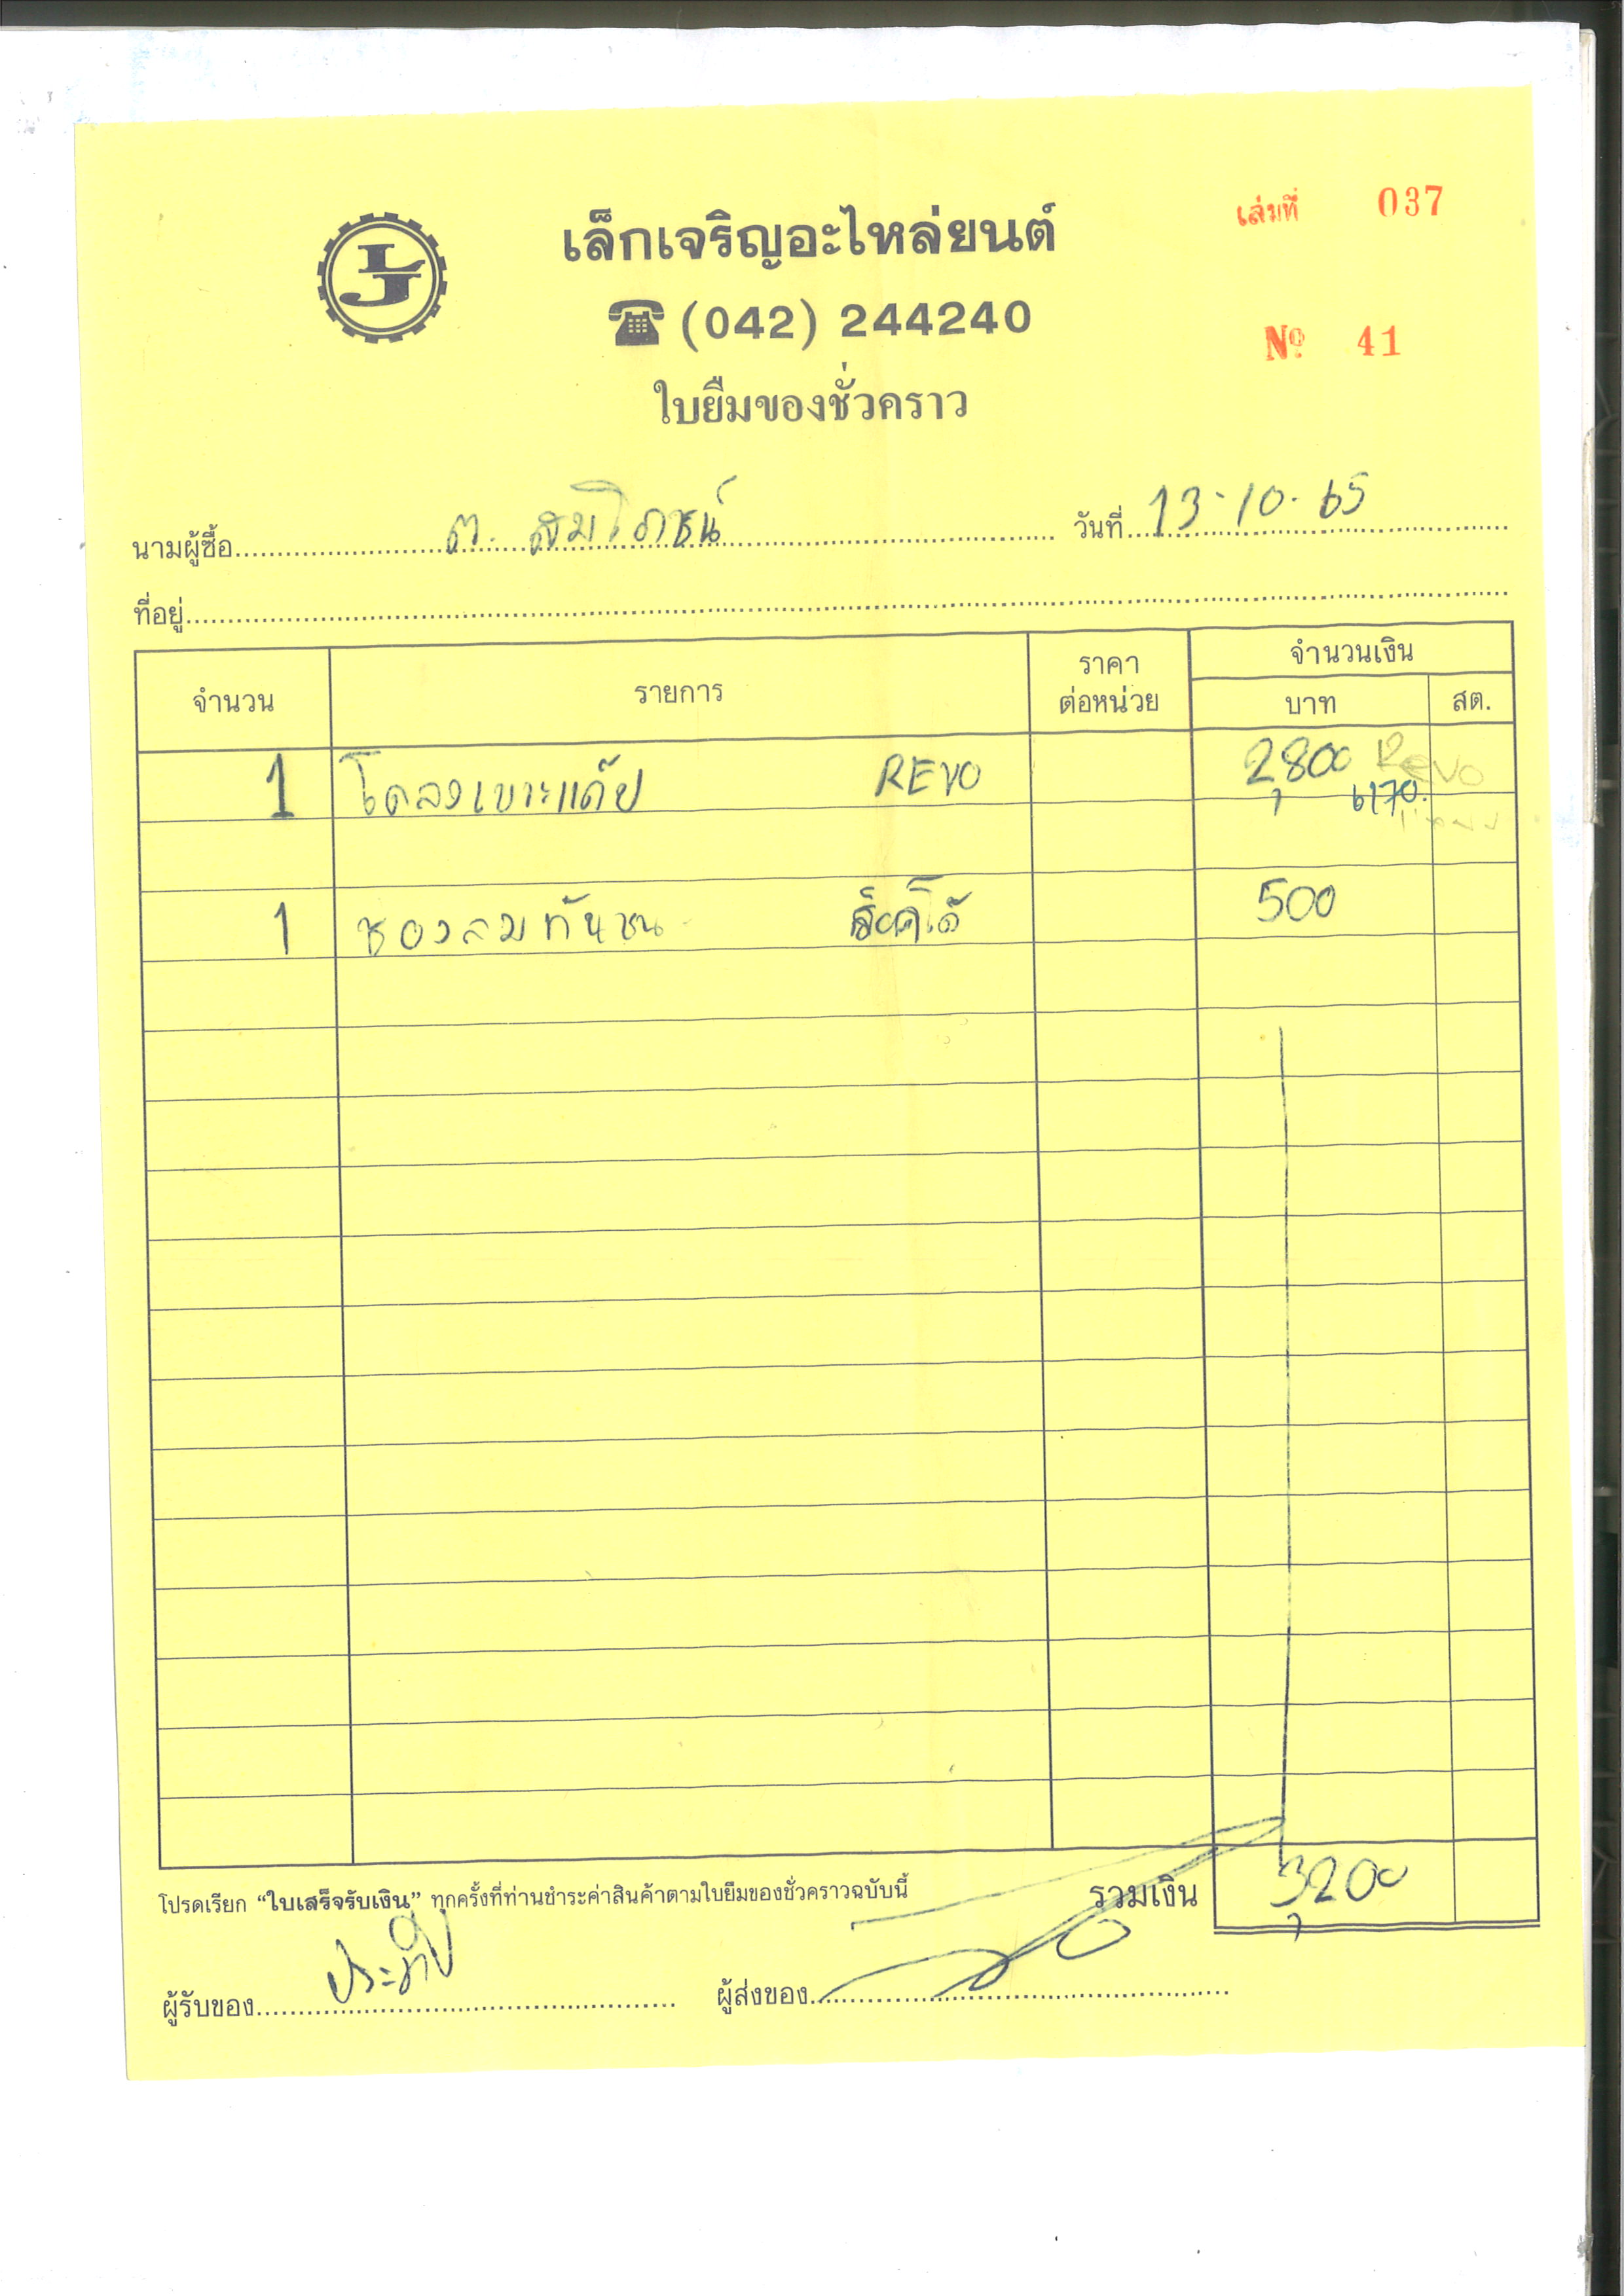 เล่มที่ 037
LJ
เล็กเจริญอะไหล่ยนต์
(042) 244240
Nº 41
ใบยืมของชั่วคราว
นามผู้ซื้อ ต. สมโภชน์ วันที่ 13-10-65
ที่อยู่
จำนวน รายการ ราคาต่อหน่วย จำนวนเงิน
บาท สต.
1 โคลงเบาะแค๊ป REVO 2,800 Revo
6170.
1 ของลม 500
โปรดเรียก “ใบเสร็จรับเงิน” ทุกครั้งที่ท่านชำระค่าสินค้าตามใบยืมของชั่วคราวฉบับนี้ รวมเงิน 3,200
ผู้รับของ ผู้ส่งของ